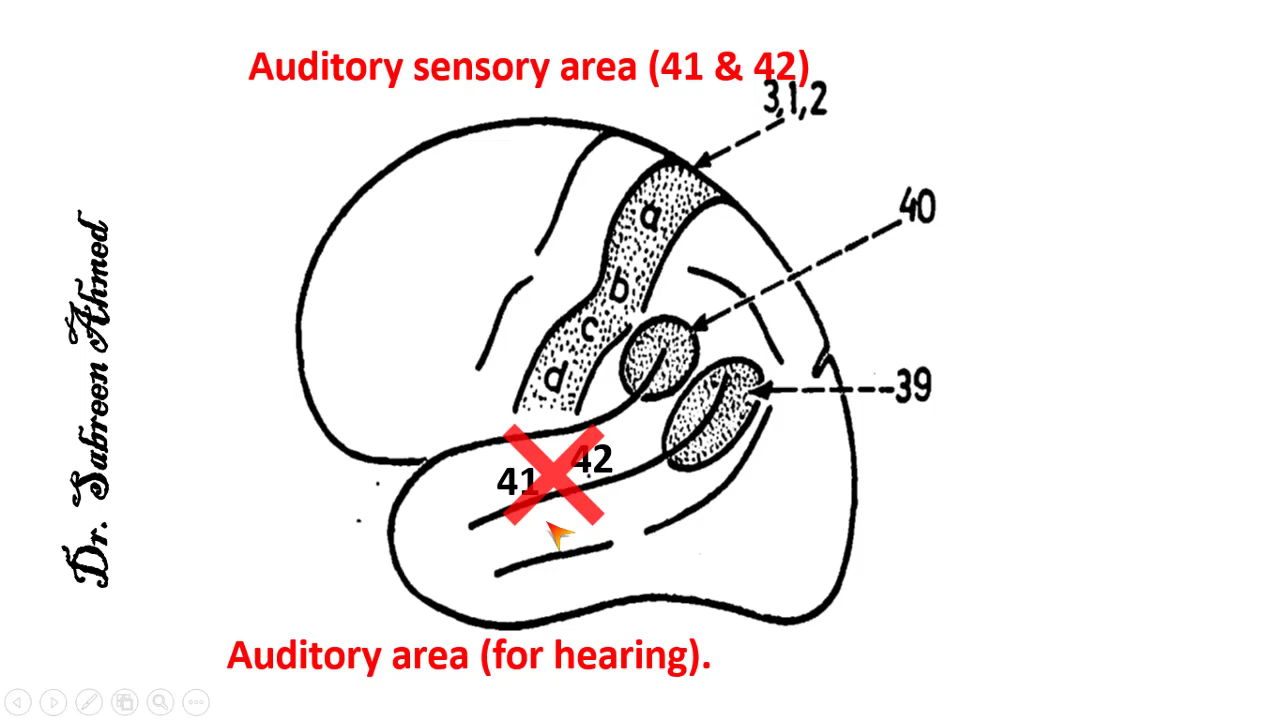 Auditory sensory area (41 & 42)
3,1,2
a
40
b
c
d
39
42
41
Auditory area (for hearing).
Dr. Sabreen Ahmed